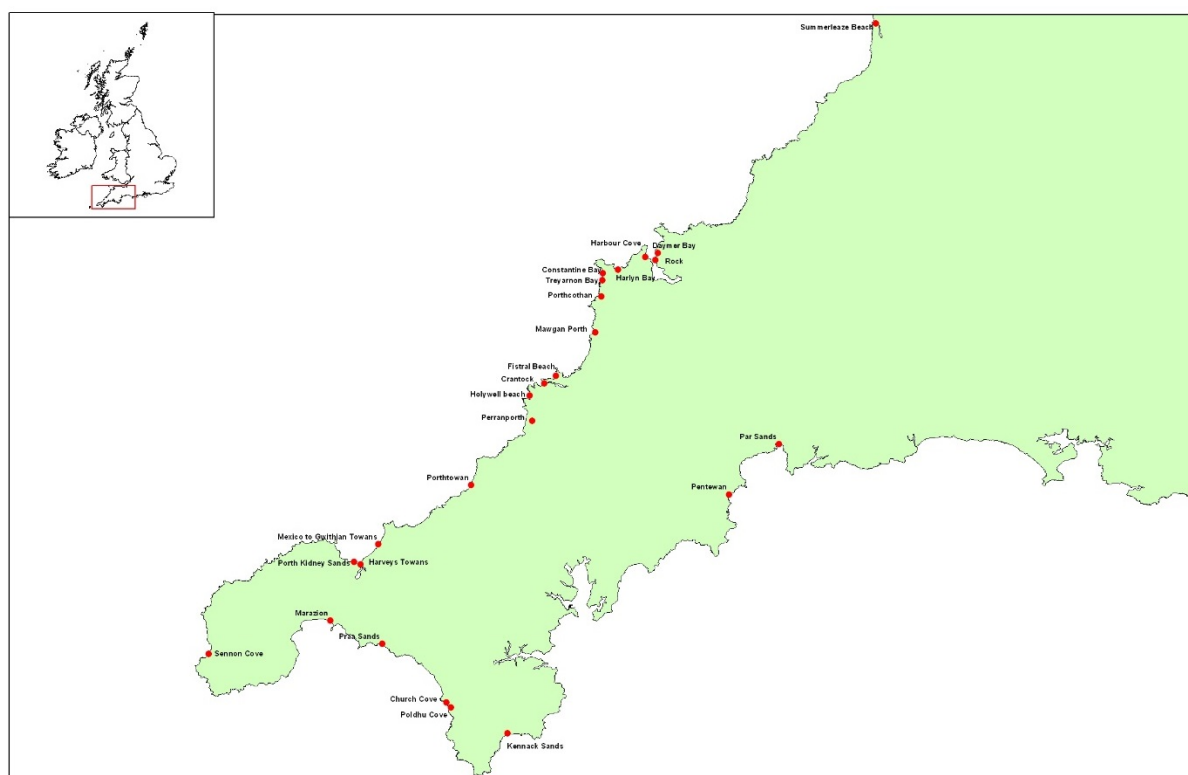 Summerleaze Beach
Harbour Cove
Daymer Bay
Rock
Constantine Bay
Harlyn Bay
Treyarnon Bay
Porthcothan
Mawgan Porth
Fistral Beach
Crantock
Holywell beach
Perranporth
Par Sands
Porthtowan
Pentewan
Mexico to Gwithian Towans
Porth Kidney Sands
Harveys Towans
Marazion
Praa Sands
Sennon Cove
Church Cove
Poldhu Cove
Kennack Sands